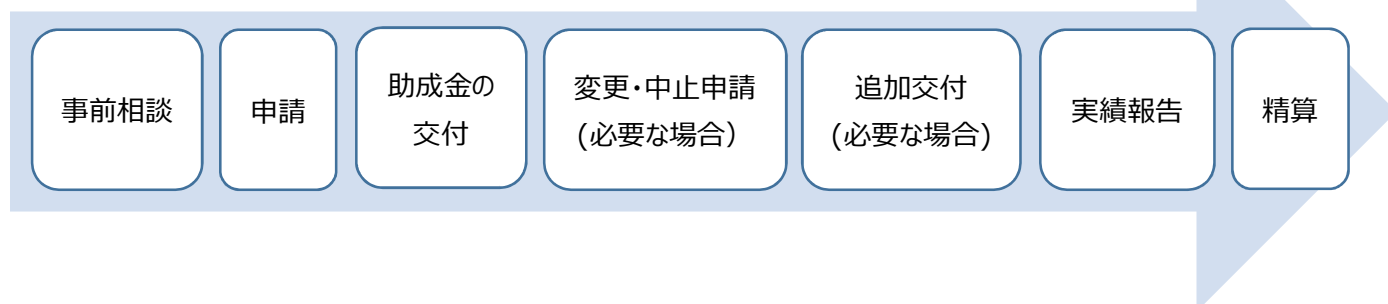 事前相談
申請
助成金の
交付
変更・中止申請
(必要な場合）
追加交付
(必要な場合)
実績報告
精算